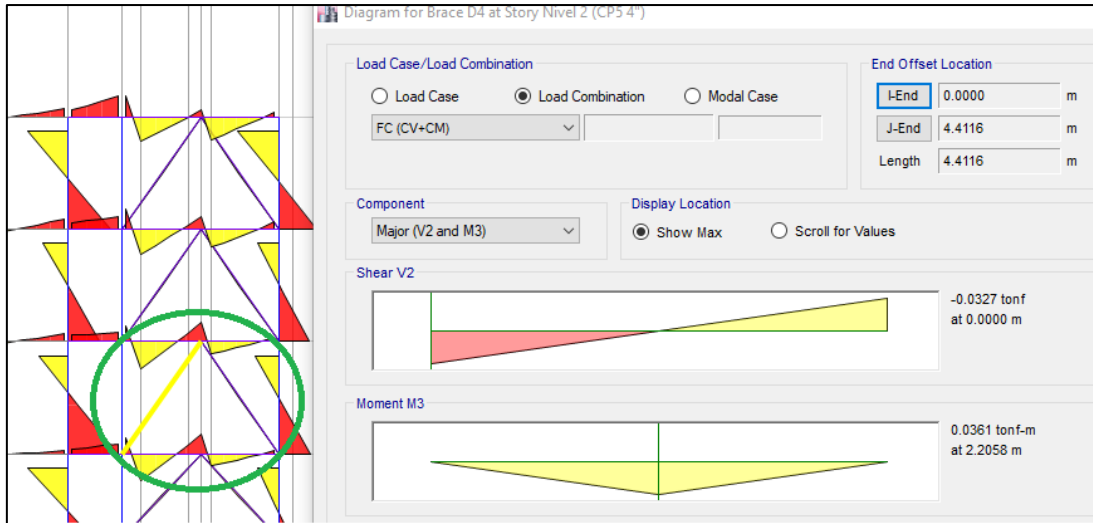 Diagram for Brace D4 at Story Nivel 2 (CP5 4")
Load Case/Load Combination
Load Case
Load Combination
Modal Case
FC (CV+CM)
End Offset Location
I-End 0.0000 m
J-End 4.4116 m
Length 4.4116 m
Component
Major (V2 and M3)
Display Location
Show Max
Scroll for Values
Shear V2
-0.0327 tonf
at 0.0000 m
Moment M3
0.0361 tonf-m
at 2.2058 m